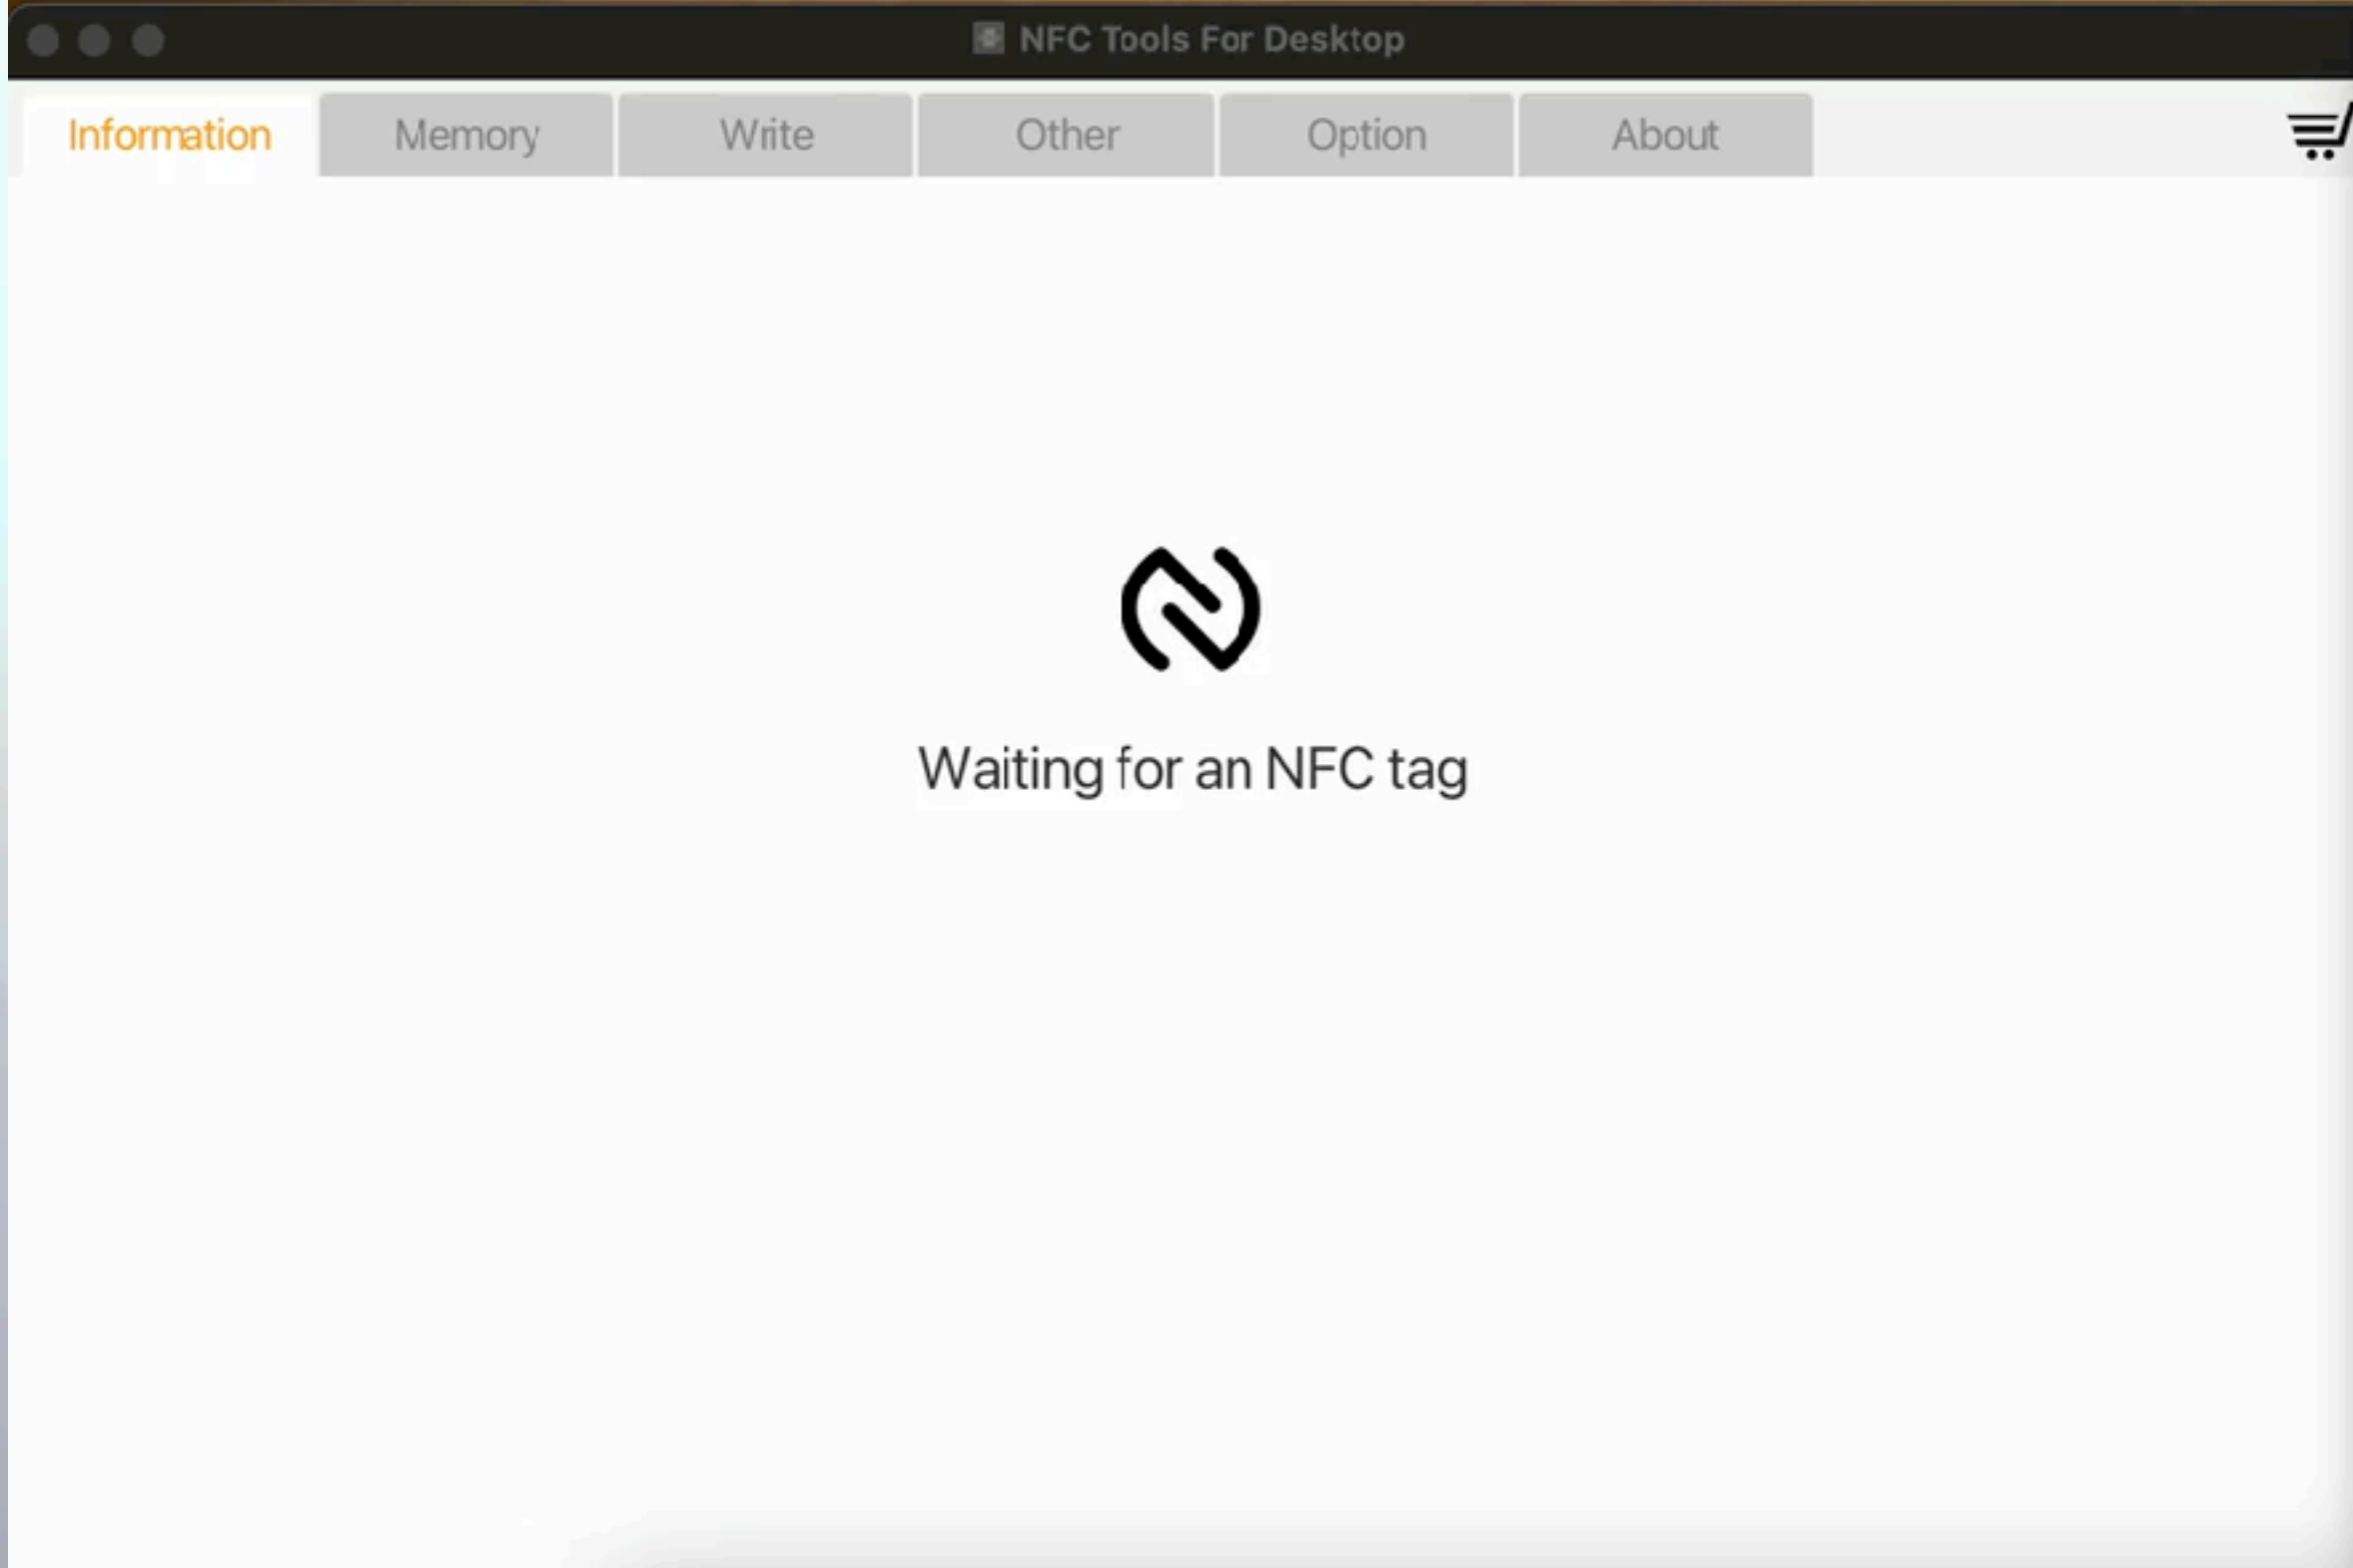 NFC Tools For Desktop
Information Memory Write Other Option About
Waiting for an NFC tag